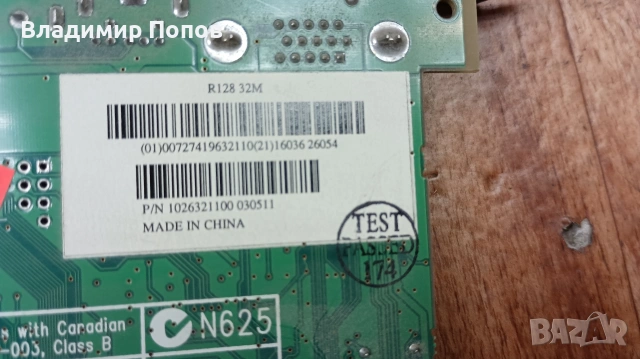 Владимир Попов
R128 32M
(01)00727419632110(21)16036 26054
P/N 1026321100 030511
MADE IN CHINA
TEST
PASSED
174
with Canadian
-003, Class B
N625
BAZAR